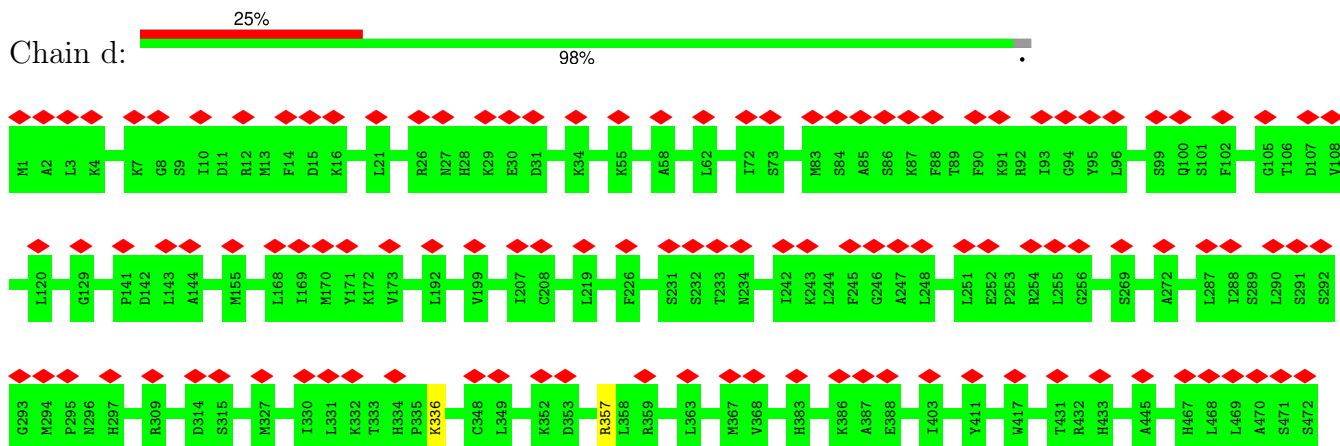 25%
Chain d:
98%
.
M1 A2 L3 K4 K7 G8 S9 I10 D11 R12 M13 F14 D15 K16 L21 R26 N27 H28 K29 E30 D31 K34 K55 A58 L62 I72 S73 M83 S84 A85 S86 K87 F88 T89 F90 K91 R92 I93 G94 Y95 L96 S99 Q100 S101 F102 G105 T106 D107 V108
L120 G129 P141 D142 L143 A144 M155 L168 I169 M170 Y171 K172 V173 L192 V199 I207 C208 L219 F226 S231 S232 T233 N234 I242 K243 L244 F245 G246 A247 L248 L251 E252 P253 R254 L255 G256 S269 A272 L287 I288 S289 L290 S291 S292
G293 M294 P295 N296 H297 R309 D314 S315 M327 I330 L331 K332 T333 H334 P335 K336 C348 L349 K352 D353 R357 L358 R359 L363 M367 V368 H383 K386 A387 E388 I403 Y411 W417 T431 R432 H433 A445 H467 L468 L469 A470 S471 S472